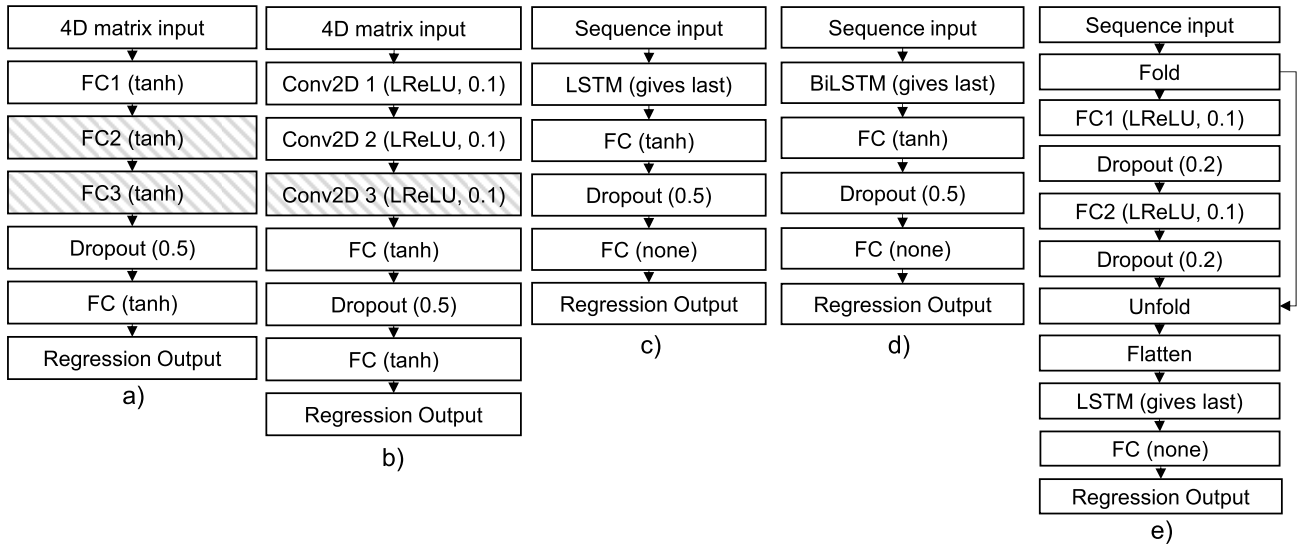 4D matrix input
FC1 (tanh)
FC2 (tanh)
FC3 (tanh)
Dropout (0.5)
FC (tanh)
Regression Output
a)
4D matrix input
Conv2D 1 (LReLU, 0.1)
Conv2D 2 (LReLU, 0.1)
Conv2D 3 (LReLU, 0.1)
FC (tanh)
Dropout (0.5)
FC (tanh)
Regression Output
b)
Sequence input
LSTM (gives last)
FC (tanh)
Dropout (0.5)
FC (none)
Regression Output
c)
Sequence input
BiLSTM (gives last)
FC (tanh)
Dropout (0.5)
FC (none)
Regression Output
d)
Sequence input
Fold
FC1 (LReLU, 0.1)
Dropout (0.2)
FC2 (LReLU, 0.1)
Dropout (0.2)
Unfold
Flatten
LSTM (gives last)
FC (none)
Regression Output
e)